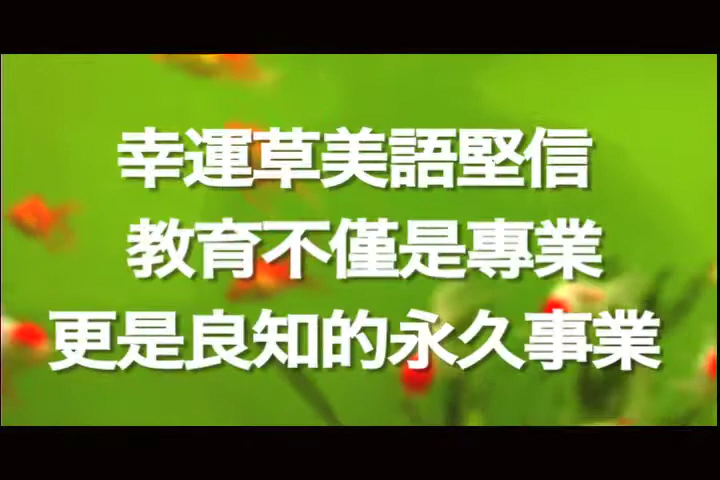 幸運草美語堅信
教育不僅是專業
更是良知的永久事業